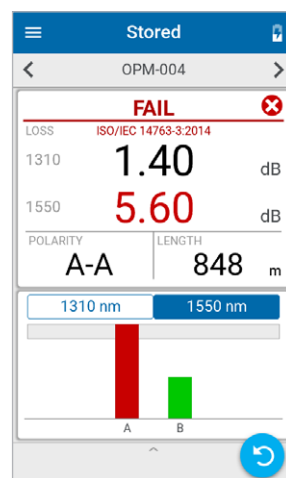 Stored
OPM-004
FAIL
LOSS ISO/IEC 14763-3:2014
1310 1.40 dB
1550 5.60 dB
POLARITY LENGTH
A-A 848 m
1310 nm 1550 nm
A B